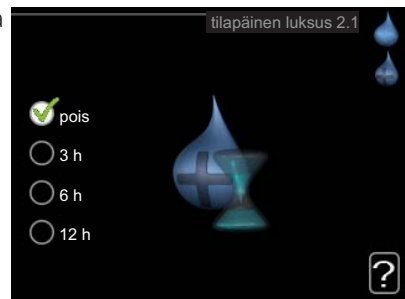 tilapäinen luksus 2.1
pois
3 h
6 h
12 h
?